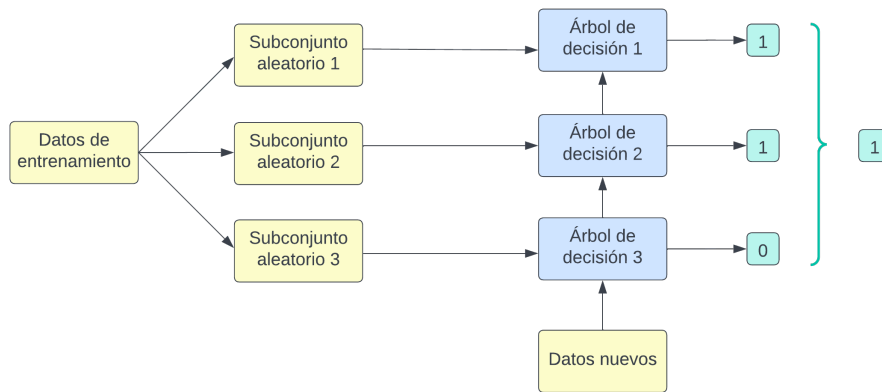 Datos de
entrenamiento
Subconjunto
aleatorio 1
Subconjunto
aleatorio 2
Subconjunto
aleatorio 3
Árbol de
decisión 1
Árbol de
decisión 2
Árbol de
decisión 3
Datos nuevos
1
1
0
1